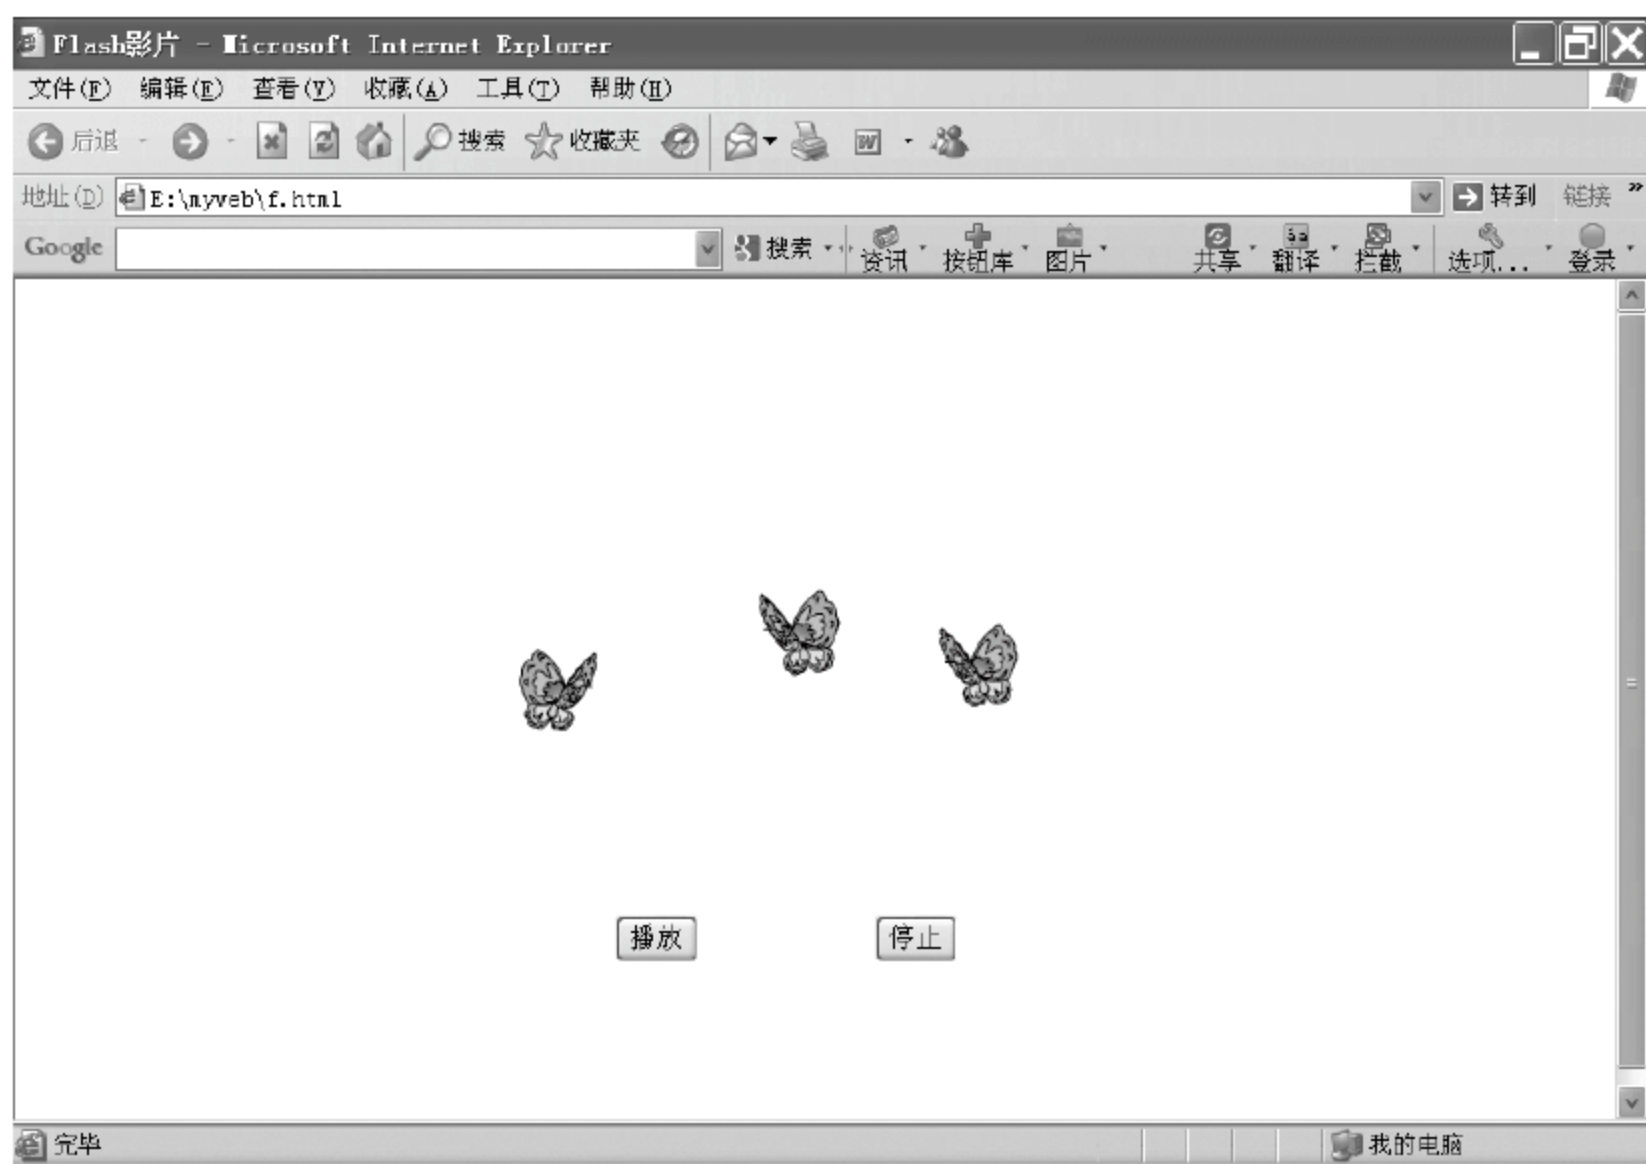 Flash影片 - Microsoft Internet Explorer
文件(F) 编辑(E) 查看(V) 收藏(A) 工具(T) 帮助(H)
后退 搜索 收藏夹
地址(D) E:\myweb\f.html 转到 链接 »
Google 搜索 资讯 按钮库 图片 共享 翻译 拦截 选项... 登录
播放 停止
完毕 我的电脑